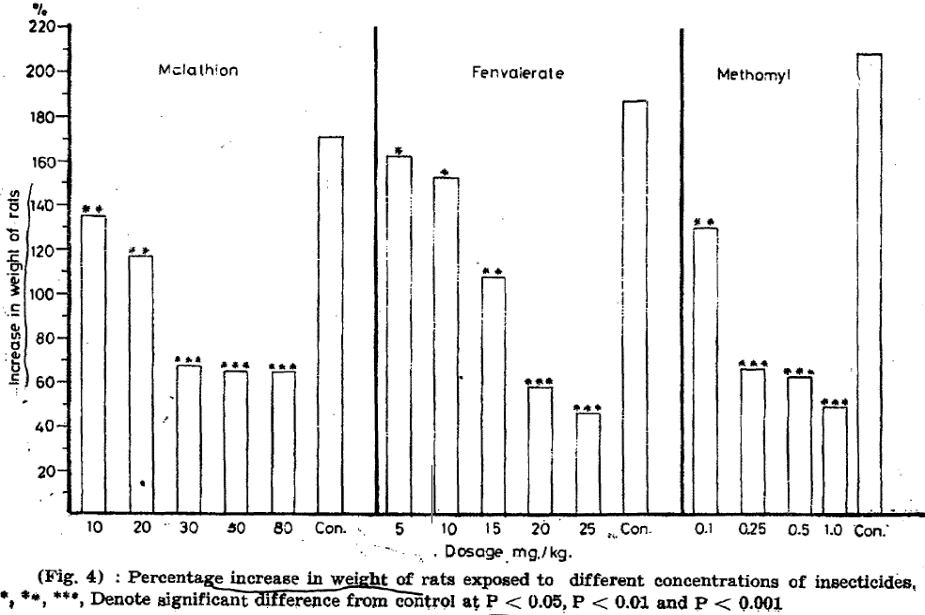 %
220
200
180
160
140
120
100
80
60
40
20
Increase in weight of rats
Malathion Fenvalerate Methomyl
** ** *** *** ***
* * ** *** ***
** *** *** ***
10 20 30 50 80 Con. 5 10 15 20 25 Con. 0.1 0.25 0.5 1.0 Con.
Dosage mg./kg.
(Fig. 4) : Percentage increase in weight of rats exposed to different concentrations of insecticides,
*, **, ***, Denote significant difference from control at P < 0.05, P < 0.01 and P < 0.001